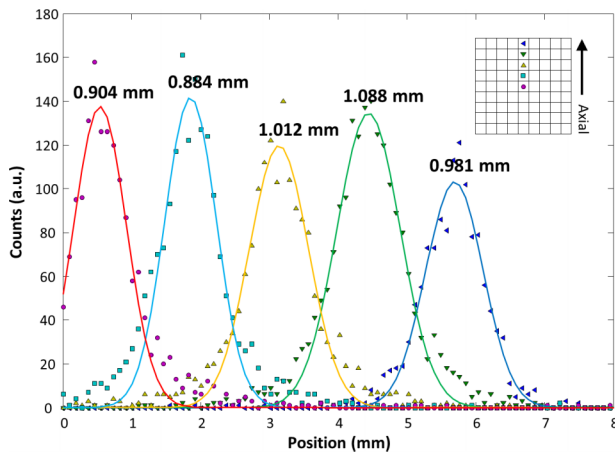 180
160
140
120
100
80
60
40
20
0
Counts (a.u.)
0.904 mm
0.884 mm
1.012 mm
1.088 mm
0.981 mm
Axial
0 1 2 3 4 5 6 7 8
Position (mm)